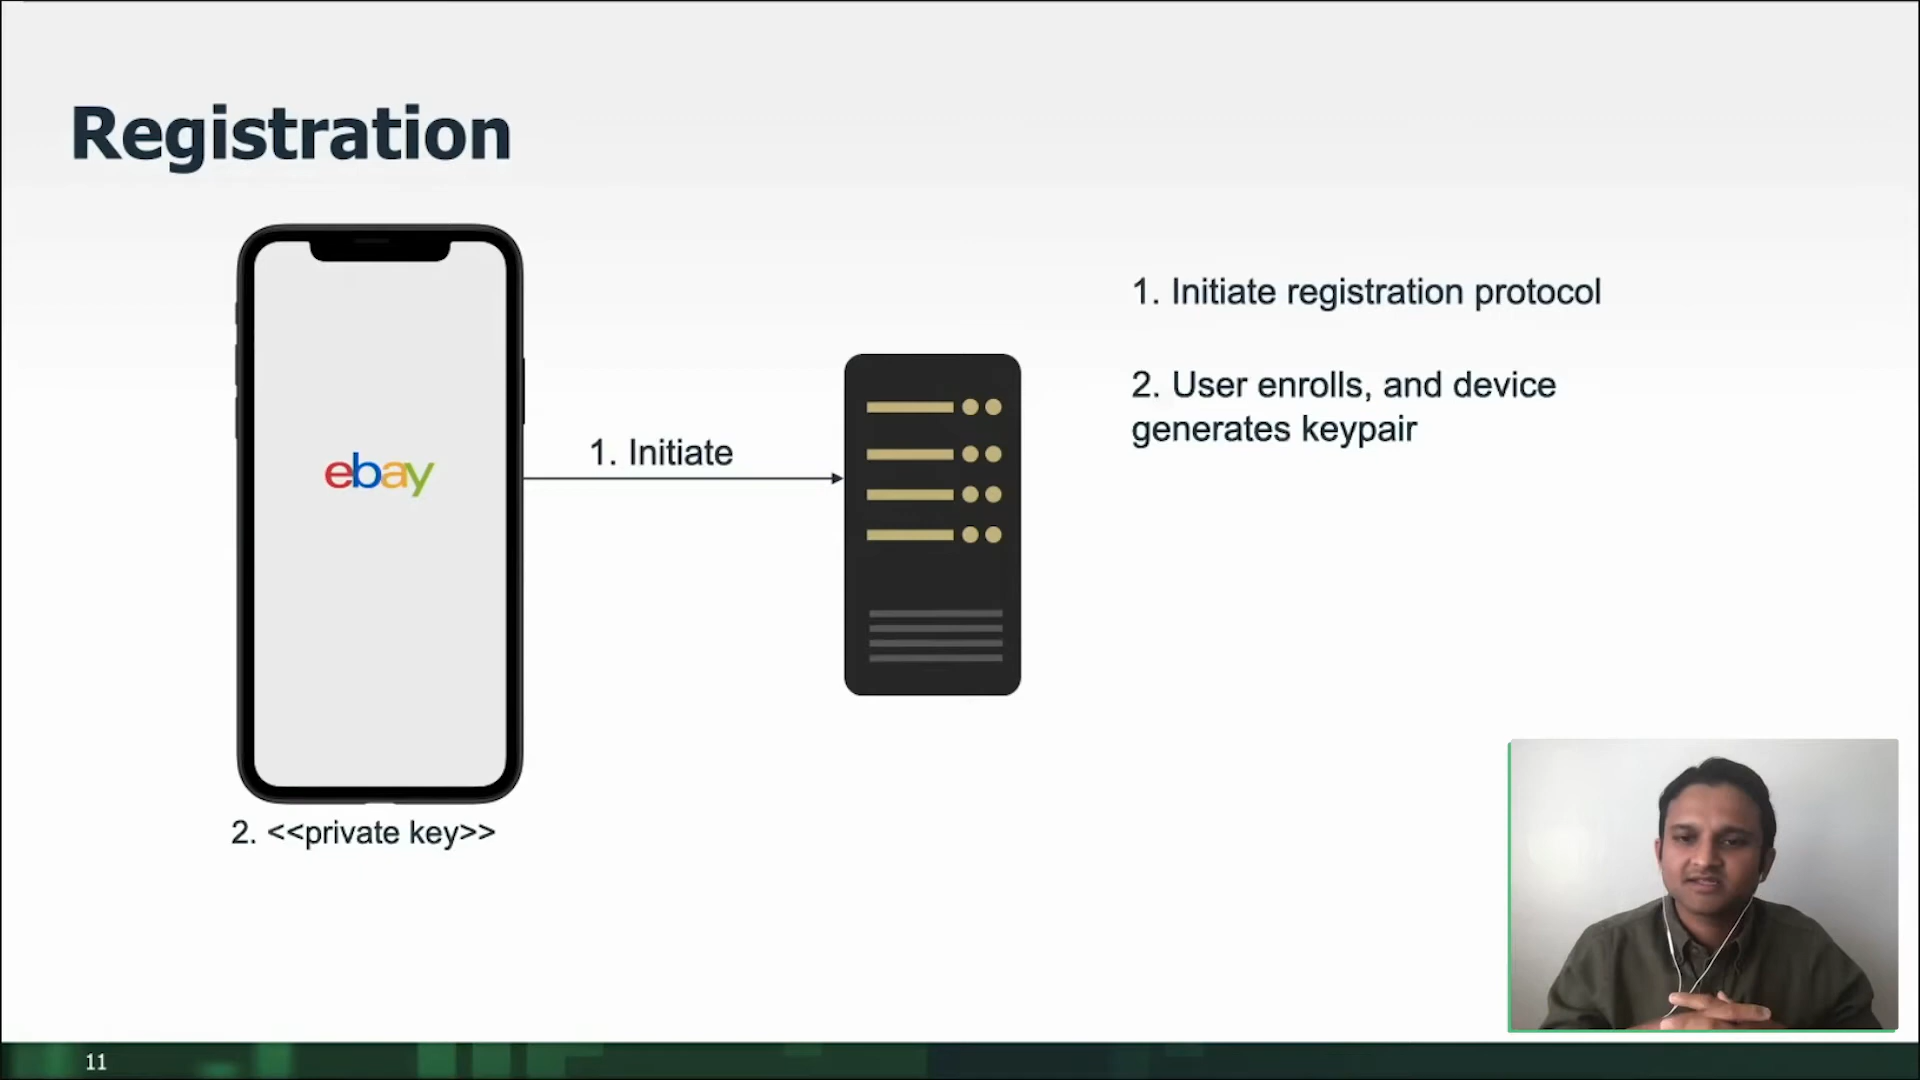 Registration
ebay
1. Initiate
2. <<private key>>
1. Initiate registration protocol
2. User enrolls, and device
generates keypair
11